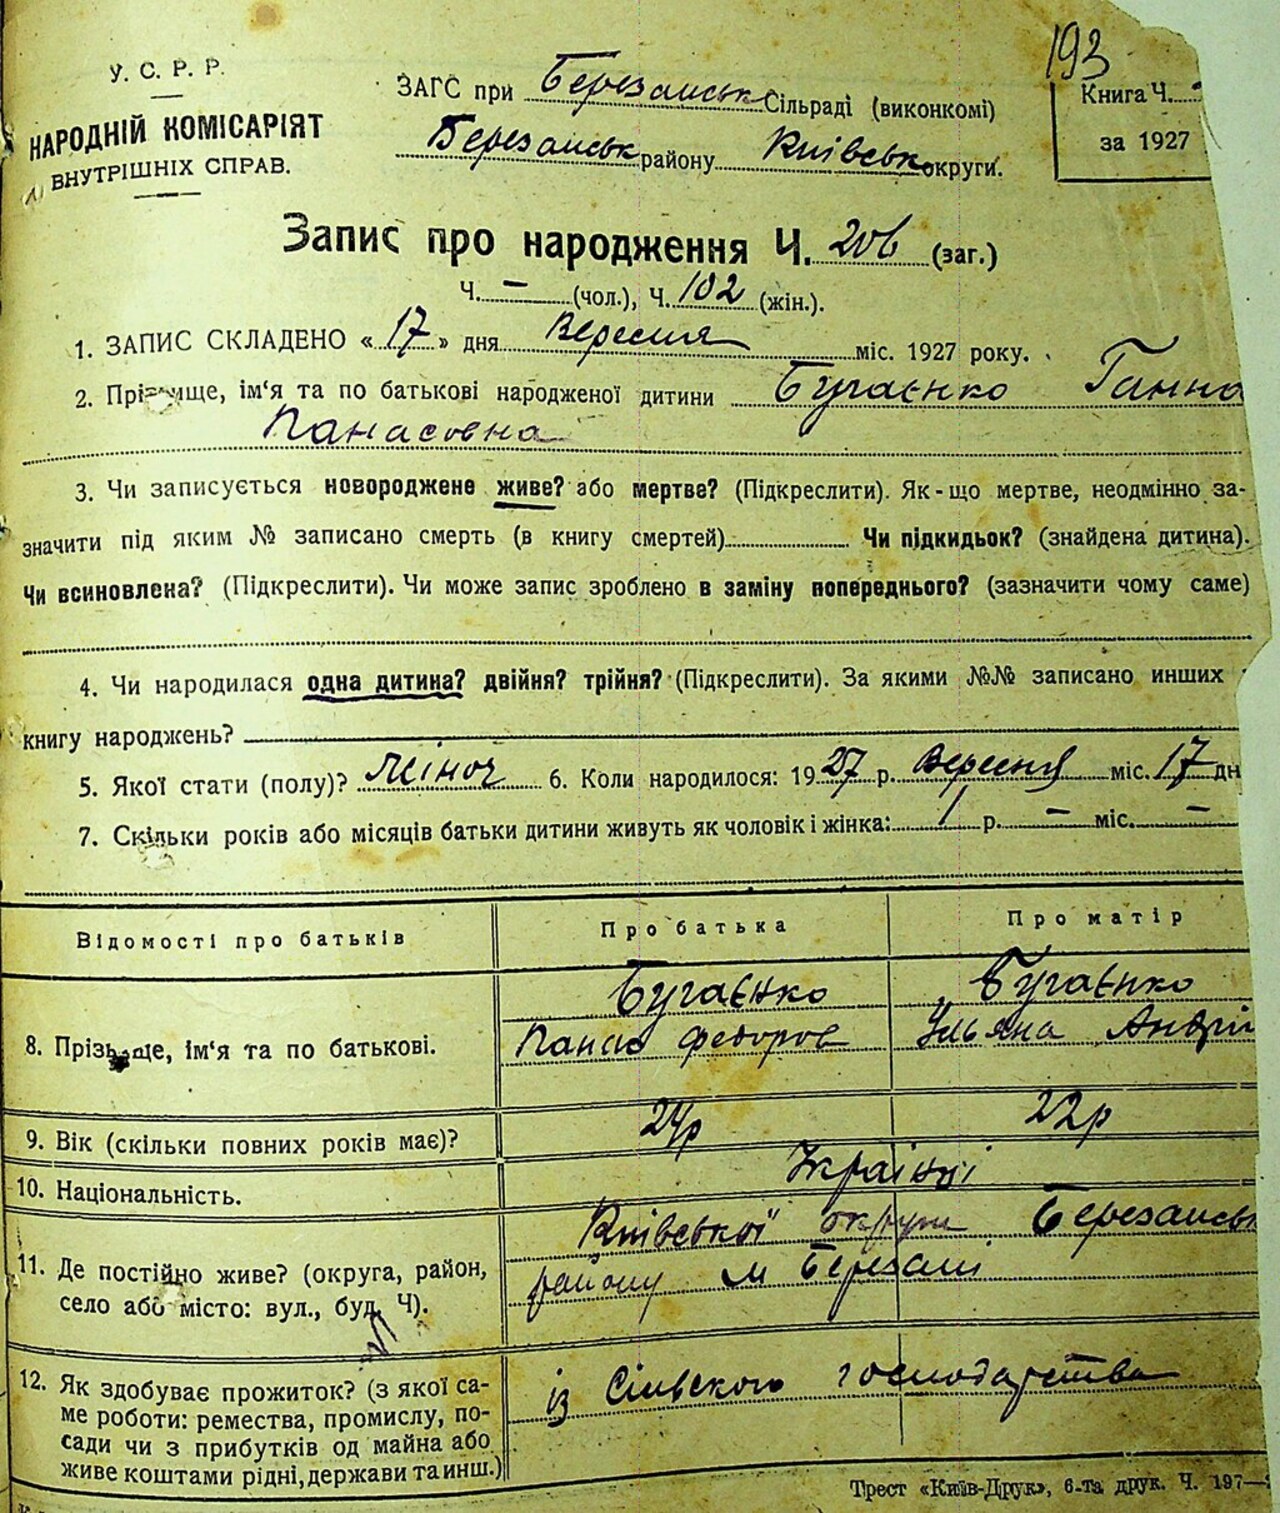 193
У. С. Р. Р.
НАРОДНІЙ КОМІСАРІЯТ
ВНУТРІШНІХ СПРАВ.
ЗАГС при Березанськ Сільраді (виконкомі)
Березанськ району Київськ округи.
Книга Ч.
за 1927
Запис про народження Ч. 206 (заг.)
Ч. — (чол.), Ч. 102 (жін.).
1. ЗАПИС СКЛАДЕНО «17» дня Вересня міс. 1927 року.
2. Прізвище, ім'я та по батькові народженої дитини Бугаєнко Ганна
Панасовна
3. Чи записується новороджене живе? або мертве? (Підкреслити). Як-що мертве, неодмінно за-
значити під яким № записано смерть (в книгу смертей) Чи підкидьок? (знайдена дитина).
Чи всиновлена? (Підкреслити). Чи може запис зроблено в заміну попереднього? (зазначити чому саме)
4. Чи народилася одна дитина? двійня? трійня? (Підкреслити). За якими №№ записано инших
книгу народжень?
5. Якої стати (полу)? жіноч 6. Коли народилося: 1927 р. Вересня міс. 17 дн
7. Скільки років або місяців батьки дитини живуть як чоловік і жінка: 1 р. — міс. —
Відомості про батьків Про батька Про матір
Бугаєнко Бугаєнко
8. Прізвище, ім'я та по батькові. Панас Федоров Ульяна Андрі
9. Вік (скільки повних років має)? 24р 22р
10. Національність. Українці
Київської округи Березанськ
11. Де постійно живе? (округа, район, району м Березані
село або місто: вул., буд. Ч).
12. Як здобуває прожиток? (з якої са- із Сільского господарства
ме роботи: ремества, промислу, по-
сади чи з прибутків од майна або
живе коштами рідні, держави та инш.)
Трест «Київ-Друк», 6-та друк. Ч. 197—